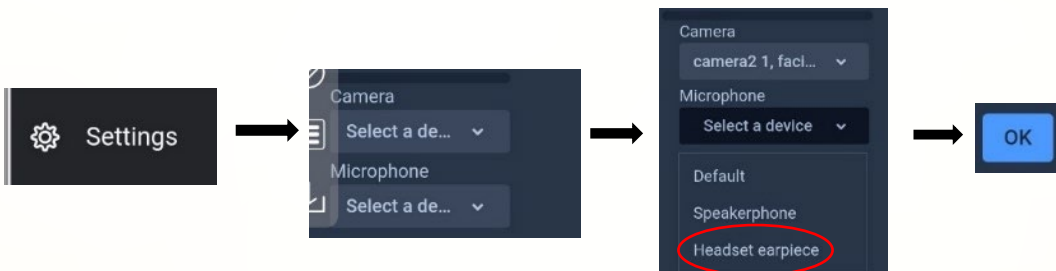 Settings
Camera
Select a de...
Microphone
Select a de...
Camera
camera2 1, faci...
Microphone
Select a device
Default
Speakerphone
Headset earpiece
OK